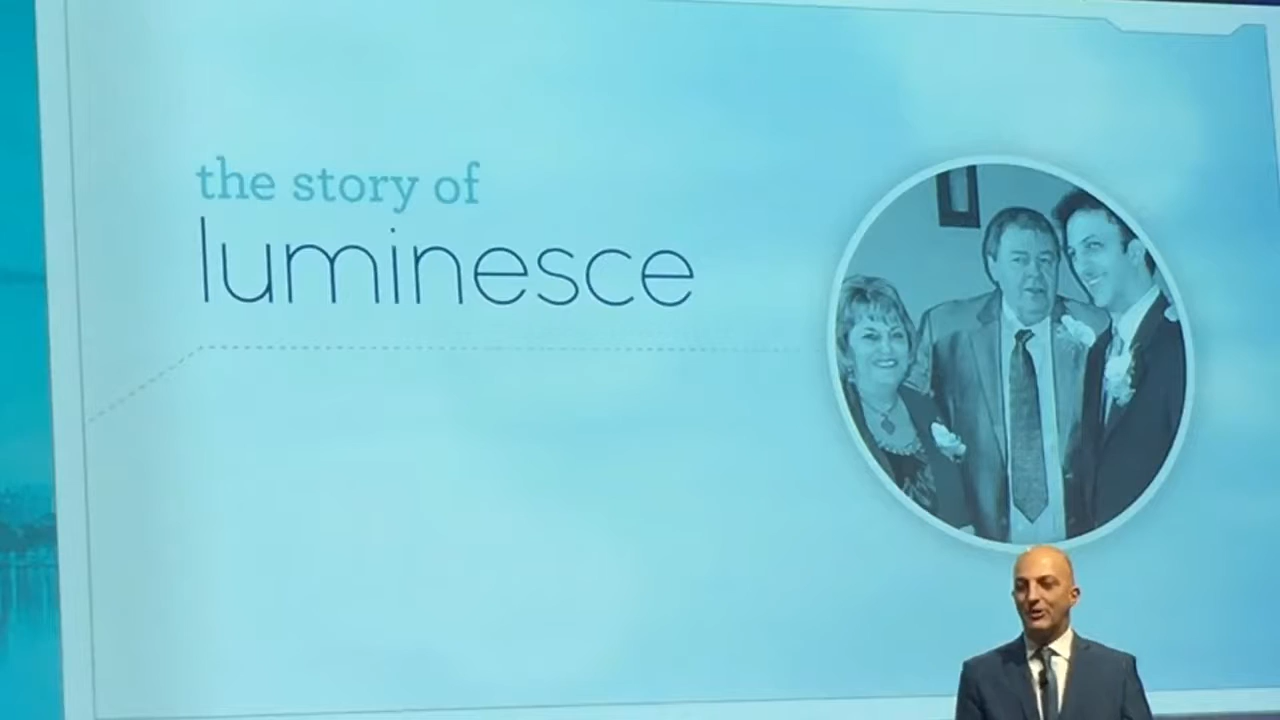 the story of
luminesce